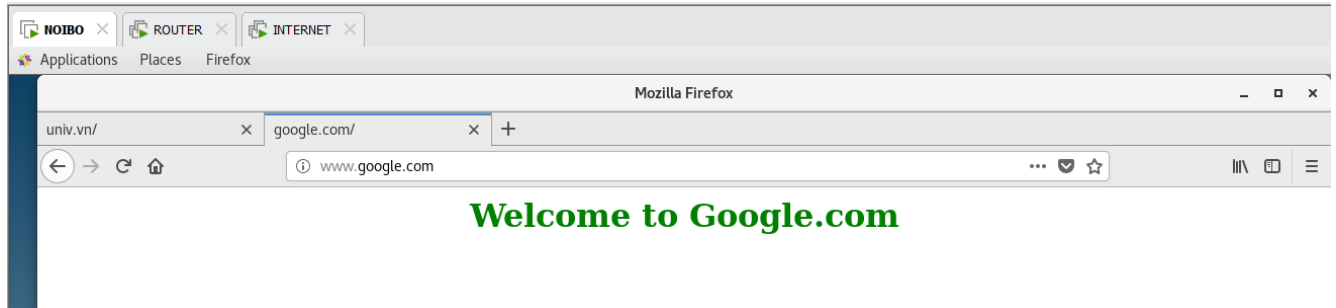 NOIBO ROUTER INTERNET
Applications Places Firefox
Mozilla Firefox
univ.vn/ google.com/
www.google.com
Welcome to Google.com